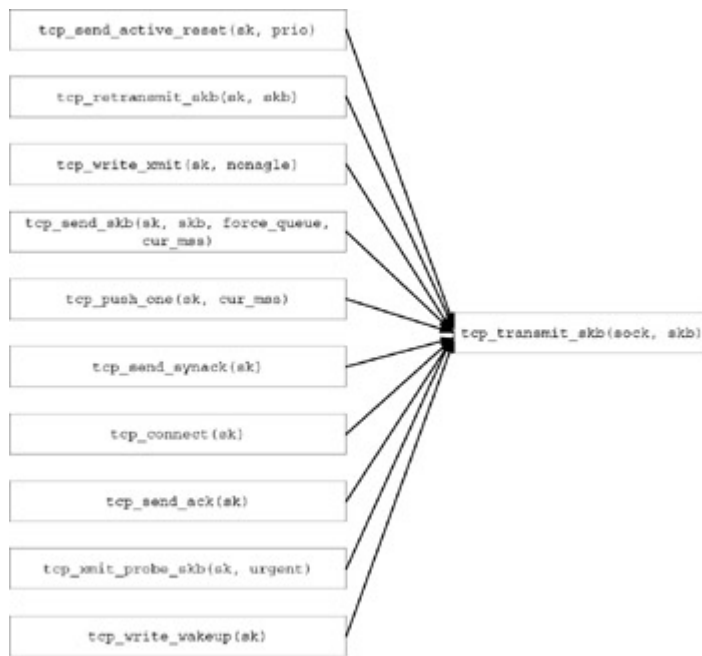 tcp_send_active_reset(sk, prio)
tcp_retransmit_skb(sk, skb)
tcp_write_xmit(sk, nonagle)
tcp_send_skb(sk, skb, force_queue,
cur_mss)
tcp_push_one(sk, cur_mss)
tcp_transmit_skb(sock, skb)
tcp_send_synack(sk)
tcp_connect(sk)
tcp_send_ack(sk)
tcp_xmit_probe_skb(sk, urgent)
tcp_write_wakeup(sk)